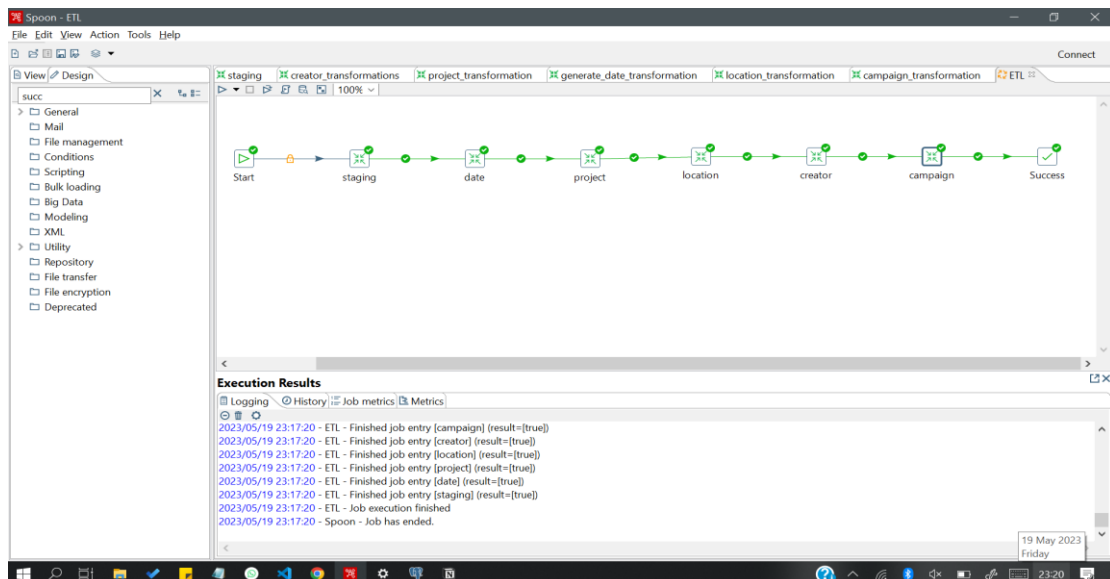 Spoon - ETL
File Edit View Action Tools Help
Connect
View Design
succ
General
Mail
File management
Conditions
Scripting
Bulk loading
Big Data
Modeling
XML
Utility
Repository
File transfer
File encryption
Deprecated
staging creator_transformations project_transformation generate_date_transformation location_transformation campaign_transformation ETL
100%
Start staging date project location creator campaign Success
Execution Results
Logging History Job metrics Metrics
2023/05/19 23:17:20 - ETL - Finished job entry [campaign] (result=[true])
2023/05/19 23:17:20 - ETL - Finished job entry [creator] (result=[true])
2023/05/19 23:17:20 - ETL - Finished job entry [location] (result=[true])
2023/05/19 23:17:20 - ETL - Finished job entry [project] (result=[true])
2023/05/19 23:17:20 - ETL - Finished job entry [date] (result=[true])
2023/05/19 23:17:20 - ETL - Finished job entry [staging] (result=[true])
2023/05/19 23:17:20 - ETL - Job execution finished
2023/05/19 23:17:20 - Spoon - Job has ended.
19 May 2023
Friday
23:20